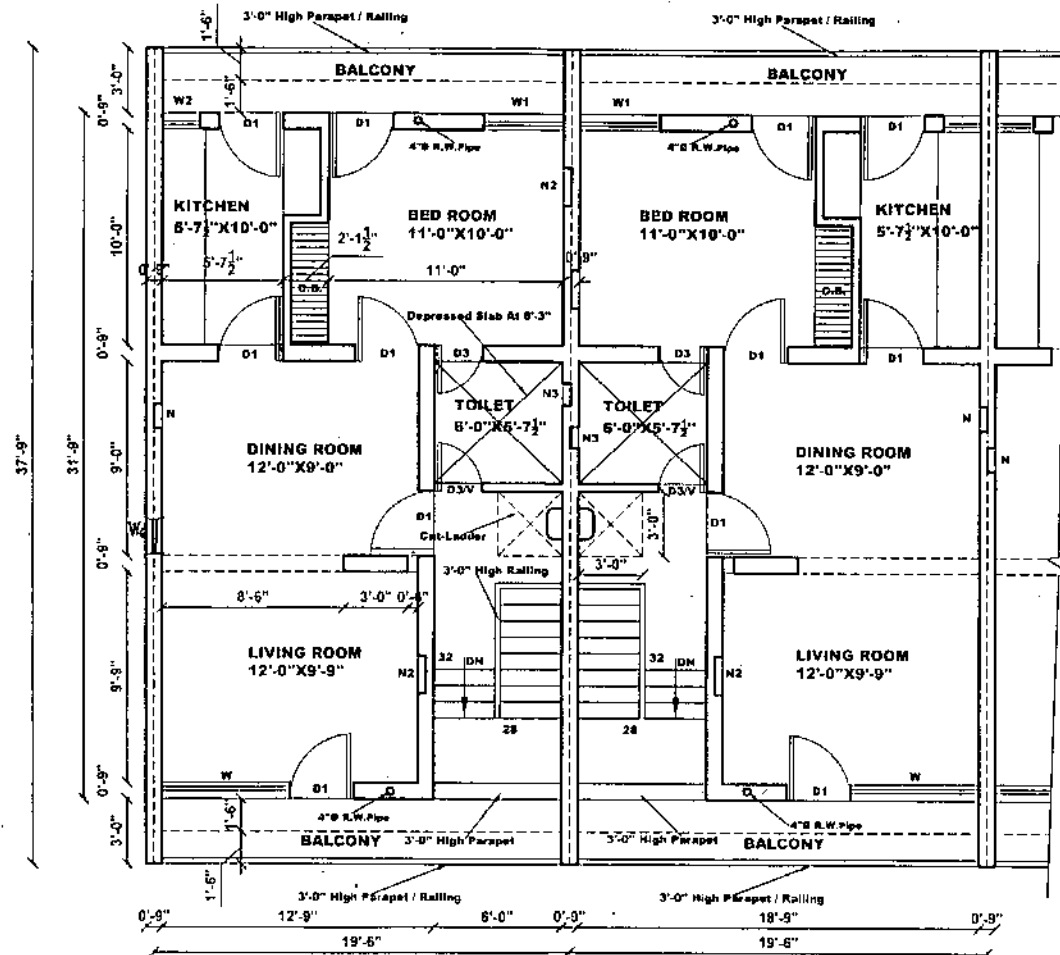 3'-0" High Parapet / Railing
3'-0" High Parapet / Railing
1'-6"
BALCONY
BALCONY
3'-0"
1'-6"
W2
W1
W1
0'-9"
D1
D1
D1
D1
4"Ø R.W.Pipe
4"Ø R.W.Pipe
N2
KITCHEN
BED ROOM
11'-0"X10'-0"
BED ROOM
11'-0"X10'-0"
KITCHEN
5'-7½"X10'-0"
10'-0"
2'-1½"
5'-7½"
11'-0"
0'-9"
Depressed Slab At 6'-3"
0'-9"
D1
D1
D3
D3
D1
D1
37'-9"
31'-9"
N
TOILET
6'-0"X5'-7½"
N3
TOILET
6'-0"X5'-7½"
N3
N
N
9'-0"
DINING ROOM
12'-0"X9'-0"
DINING ROOM
12'-0"X9'-0"
D3/V
D3/V
D1
D1
Cat-Ladder
3'-0"
0'-9"
3'-0"
3'-0" High Railing
8'-6"
3'-0"
LIVING ROOM
12'-0"X9'-9"
LIVING ROOM
12'-0"X9'-9"
32
DN
32
DN
N2
N2
9'-9"
28
28
0'-9"
W
D1
D1
W
4"Ø R.W.Pipe
4"Ø R.W.Pipe
3'-0"
1'-6"
BALCONY
3'-0" High Parapet
3'-0" High Parapet
BALCONY
1'-6"
3'-0" High Parapet / Railing
3'-0" High Parapet / Railing
0'-9"
12'-9"
6'-0"
0'-9"
18'-9"
0'-9"
19'-6"
19'-6"